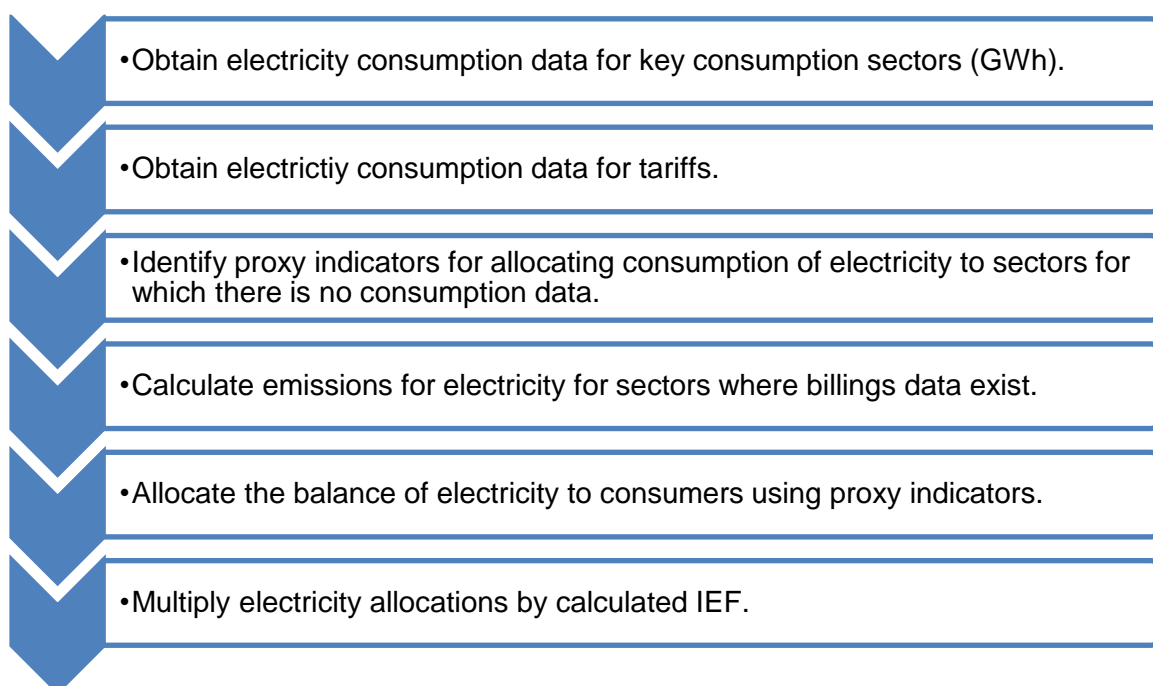 •Obtain electricity consumption data for key consumption sectors (GWh).
•Obtain electrictiy consumption data for tariffs.
•Identify proxy indicators for allocating consumption of electricity to sectors for
which there is no consumption data.
•Calculate emissions for electricity for sectors where billings data exist.
•Allocate the balance of electricity to consumers using proxy indicators.
•Multiply electricity allocations by calculated IEF.